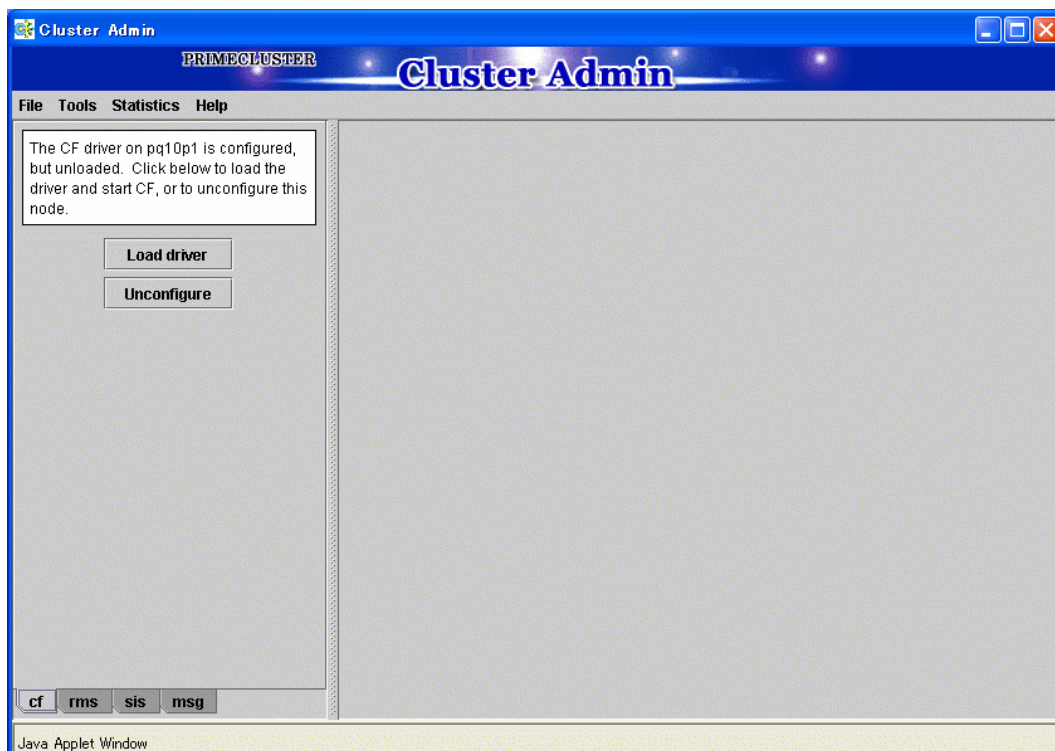 Cluster Admin
PRIMECLUSTER
Cluster Admin
File Tools Statistics Help
The CF driver on pq10p1 is configured,
but unloaded. Click below to load the
driver and start CF, or to unconfigure this
node.
Load driver
Unconfigure
cf rms sis msg
Java Applet Window